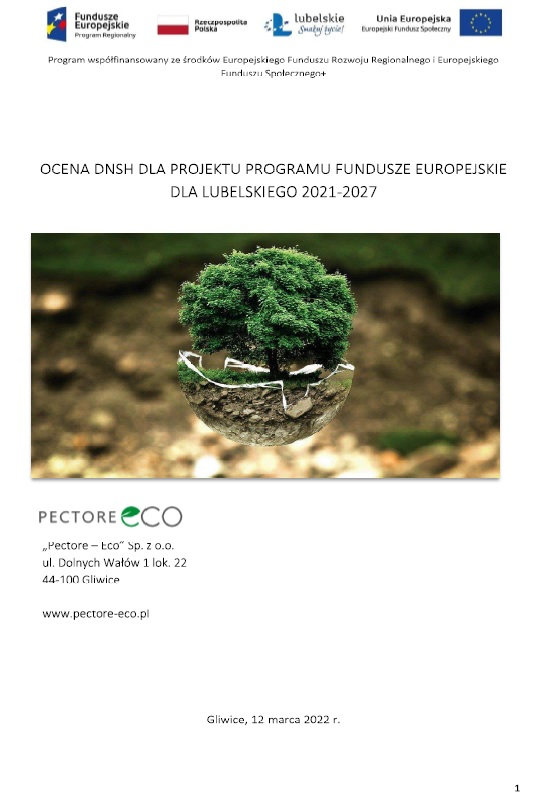 Fundusze
Europejskie
Program Regionalny
Rzeczpospolita
Polska
lubelskie
Smakuj życie!
Unia Europejska
Europejski Fundusz Społeczny
Program współfinansowany ze środków Europejskiego Funduszu Rozwoju Regionalnego i Europejskiego
Funduszu Społecznego+
OCENA DNSH DLA PROJEKTU PROGRAMU FUNDUSZE EUROPEJSKIE
DLA LUBELSKIEGO 2021-2027
PECTORE ECO
„Pectore – Eco” Sp. z o.o.
ul. Dolnych Wałów 1 lok. 22
44-100 Gliwice
www.pectore-eco.pl
Gliwice, 12 marca 2022 r.
1